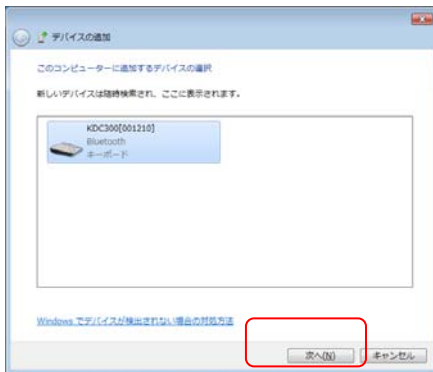 デバイスの追加
このコンピューターに追加するデバイスの選択
新しいデバイスは随時検索され、ここに表示されます。
KDC300[001210]
Bluetooth
キーボード
Windows でデバイスが検出されない場合の対処方法
次へ(N)
キャンセル